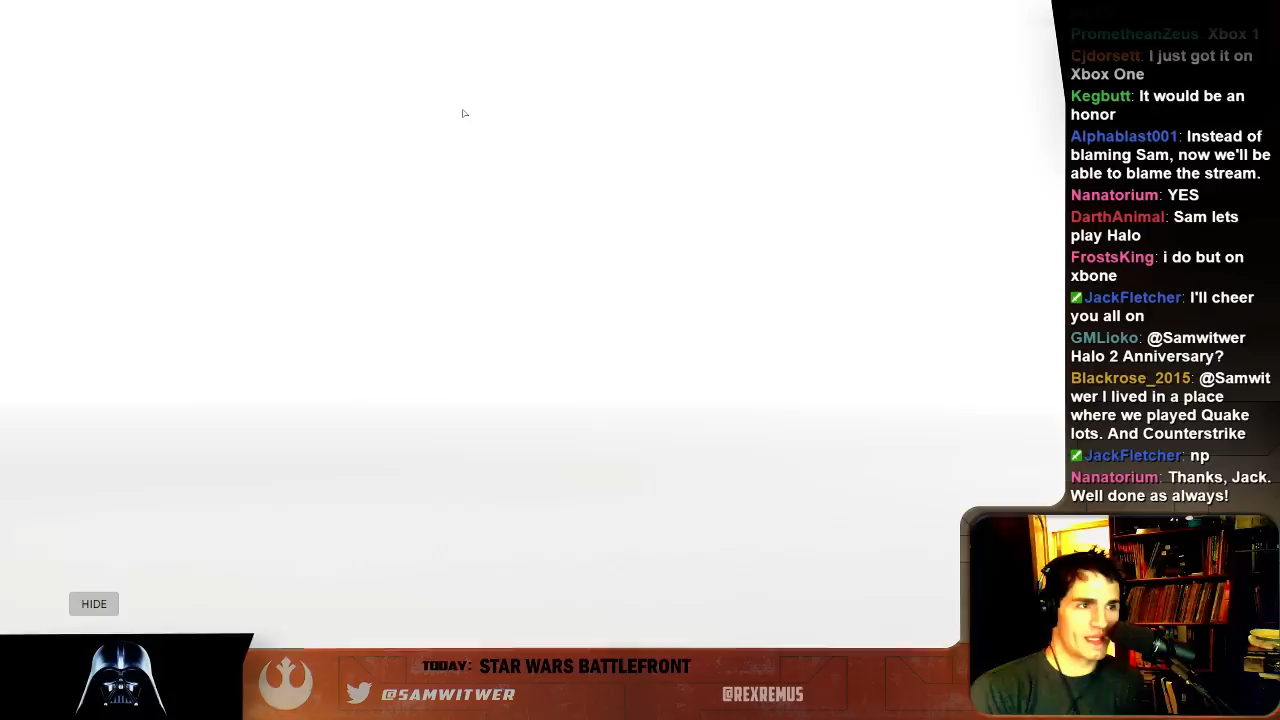 PrometheanZeus Xbox 1
Cjdorsett: I just got it on
Xbox One
Kegbutt: It would be an
honor
Alphablast001: Instead of
blaming Sam, now we'll be
able to blame the stream.
Nanatorium: YES
DarthAnimal: Sam lets
play Halo
FrostsKing: i do but on
xbone
JackFletcher: I'll cheer
you all on
GMLioko: @Samwitwer
Halo 2 Anniversary?
Blackrose_2015: @Samwit
wer I lived in a place
where we played Quake
lots. And Counterstrike
JackFletcher: np
Nanatorium: Thanks, Jack.
Well done as always!
HIDE
TODAY: STAR WARS BATTLEFRONT
@SAMWITWER @REXREMUS